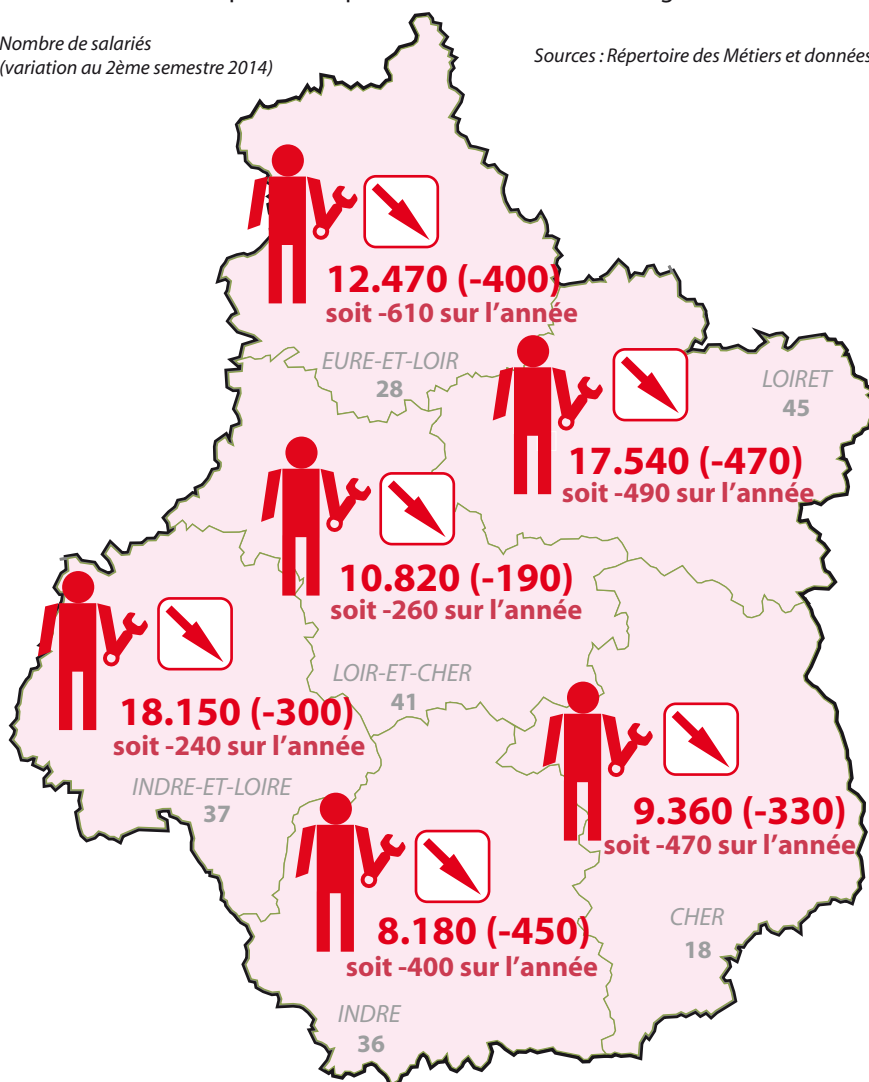 Nombre de salariés
(variation au 2ème semestre 2014)
Sources : Répertoire des Métiers et données
12.470 (-400)
soit -610 sur l'année
EURE-ET-LOIR
28
LOIRET
45
17.540 (-470)
soit -490 sur l'année
10.820 (-190)
soit -260 sur l'année
LOIR-ET-CHER
41
18.150 (-300)
soit -240 sur l'année
INDRE-ET-LOIRE
37
9.360 (-330)
soit -470 sur l'année
CHER
18
8.180 (-450)
soit -400 sur l'année
INDRE
36